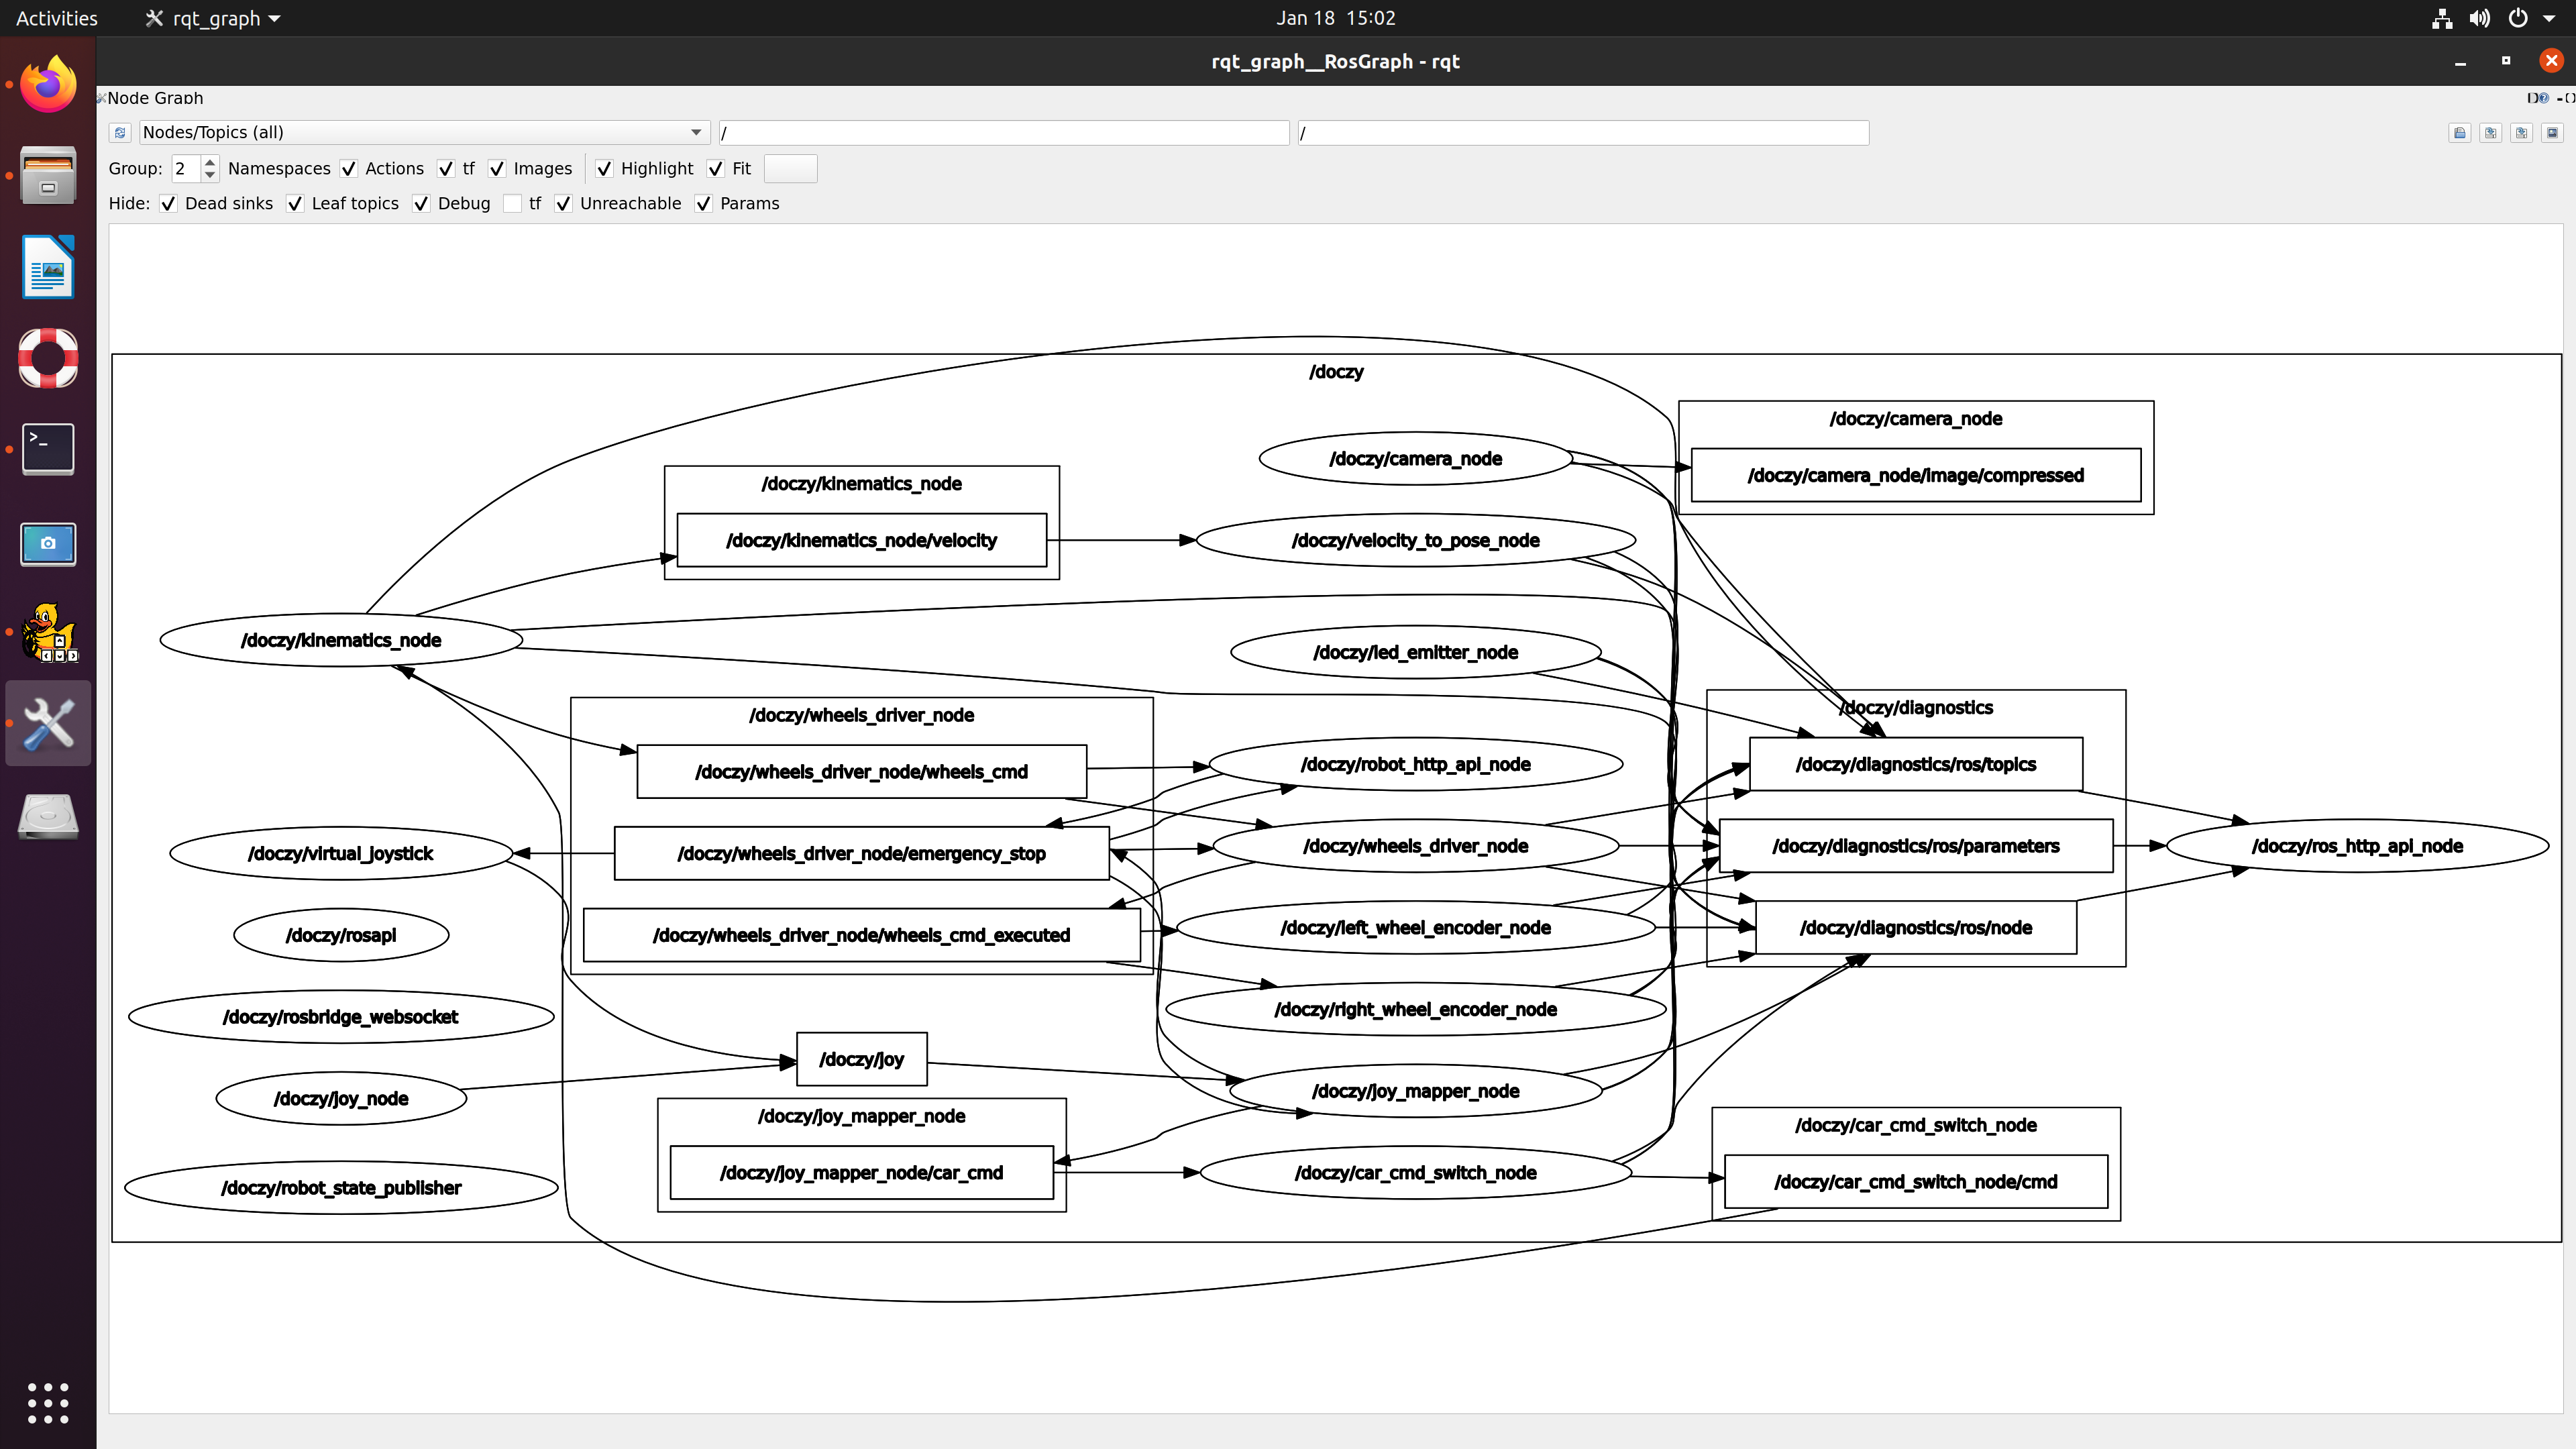 Activities
rqt_graph
Jan 18 15:02
rqt_graph__RosGraph - rqt
Node Graph
Nodes/Topics (all)
/
/
Group: 2 Namespaces Actions tf Images Highlight Fit
Hide: Dead sinks Leaf topics Debug tf Unreachable Params
/doczy
/doczy/camera_node
/doczy/camera_node
/doczy/camera_node/image/compressed
/doczy/kinematics_node
/doczy/kinematics_node/velocity
/doczy/velocity_to_pose_node
/doczy/kinematics_node
/doczy/led_emitter_node
/doczy/wheels_driver_node
/doczy/diagnostics
/doczy/wheels_driver_node/wheels_cmd
/doczy/robot_http_api_node
/doczy/diagnostics/ros/topics
/doczy/virtual_joystick
/doczy/wheels_driver_node/emergency_stop
/doczy/wheels_driver_node
/doczy/diagnostics/ros/parameters
/doczy/ros_http_api_node
/doczy/rosapi
/doczy/wheels_driver_node/wheels_cmd_executed
/doczy/left_wheel_encoder_node
/doczy/diagnostics/ros/node
/doczy/rosbridge_websocket
/doczy/right_wheel_encoder_node
/doczy/joy
/doczy/joy_node
/doczy/joy_mapper_node
/doczy/joy_mapper_node
/doczy/car_cmd_switch_node
/doczy/robot_state_publisher
/doczy/joy_mapper_node/car_cmd
/doczy/car_cmd_switch_node
/doczy/car_cmd_switch_node/cmd